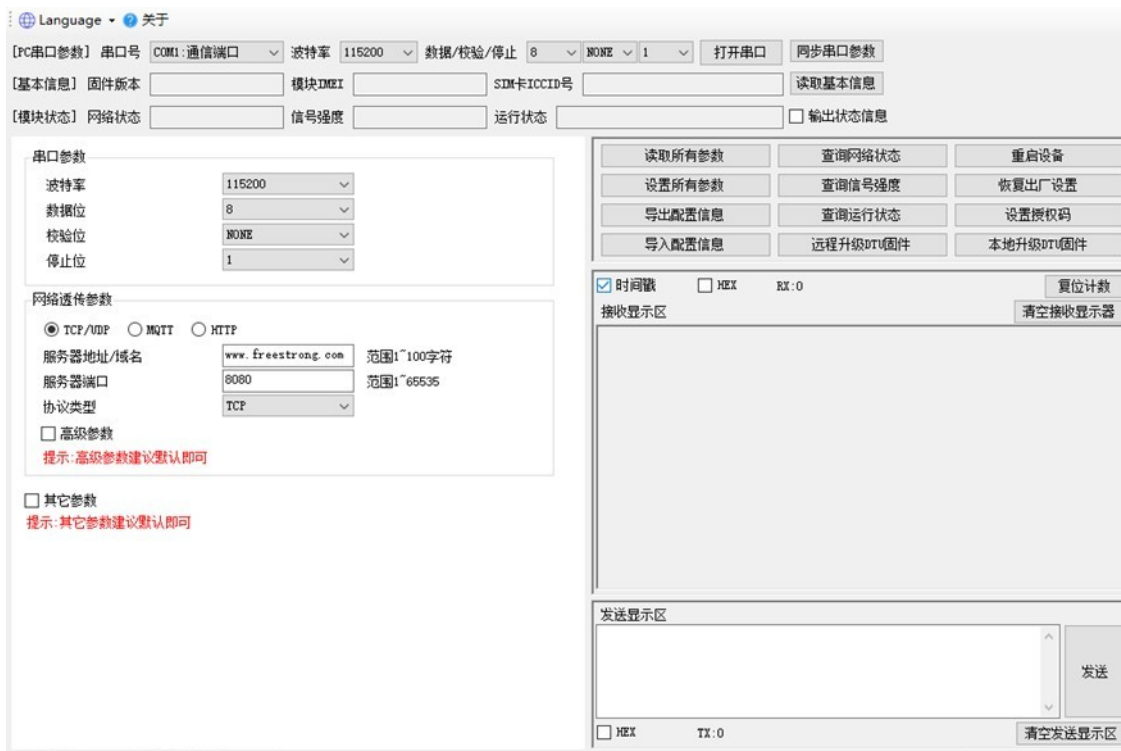 Language 关于
[PC串口参数] 串口号 COM1:通信端口 波特率 115200 数据/校验/停止 8 NONE 1 打开串口 同步串口参数
[基本信息] 固件版本 模块IMEI SIM卡ICCID号 读取基本信息
[模块状态] 网络状态 信号强度 运行状态 输出状态信息
串口参数
波特率 115200
数据位 8
校验位 NONE
停止位 1
网络透传参数
TCP/UDP MQTT HTTP
服务器地址/域名 www.freestrong.com 范围1~100字符
服务器端口 8080 范围1~65535
协议类型 TCP
高级参数
提示:高级参数建议默认即可
其它参数
提示:其它参数建议默认即可
读取所有参数 查询网络状态 重启设备
设置所有参数 查询信号强度 恢复出厂设置
导出配置信息 查询运行状态 设置授权码
导入配置信息 远程升级DTU固件 本地升级DTU固件
时间戳 HEX RX:0 复位计数
接收显示区 清空接收显示器
发送显示区
发送
HEX TX:0 清空发送显示区